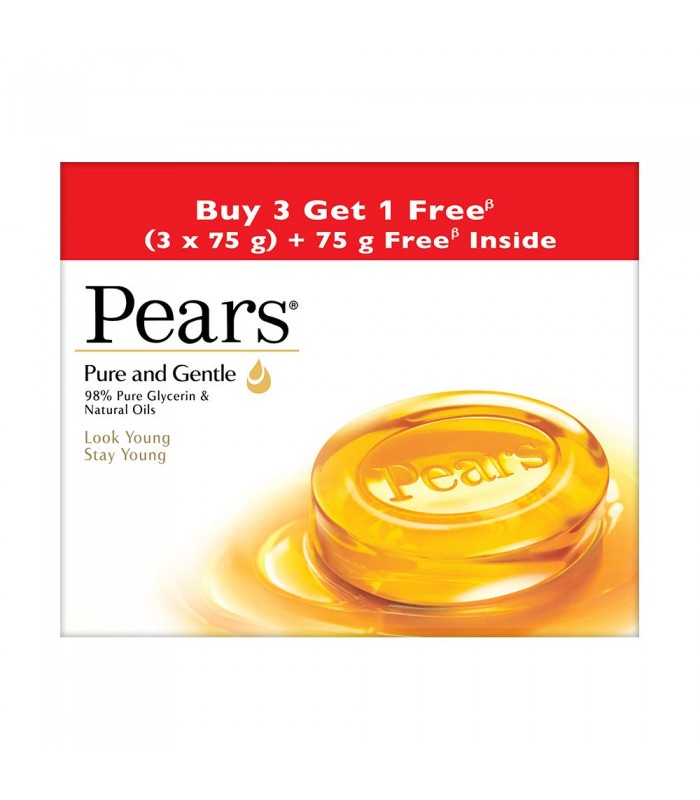 Buy 3 Get 1 Freeᵝ
(3 x 75 g) + 75 g Freeᵝ Inside
Pears®
Pure and Gentle
98% Pure Glycerin &
Natural Oils
Look Young
Stay Young
Pears